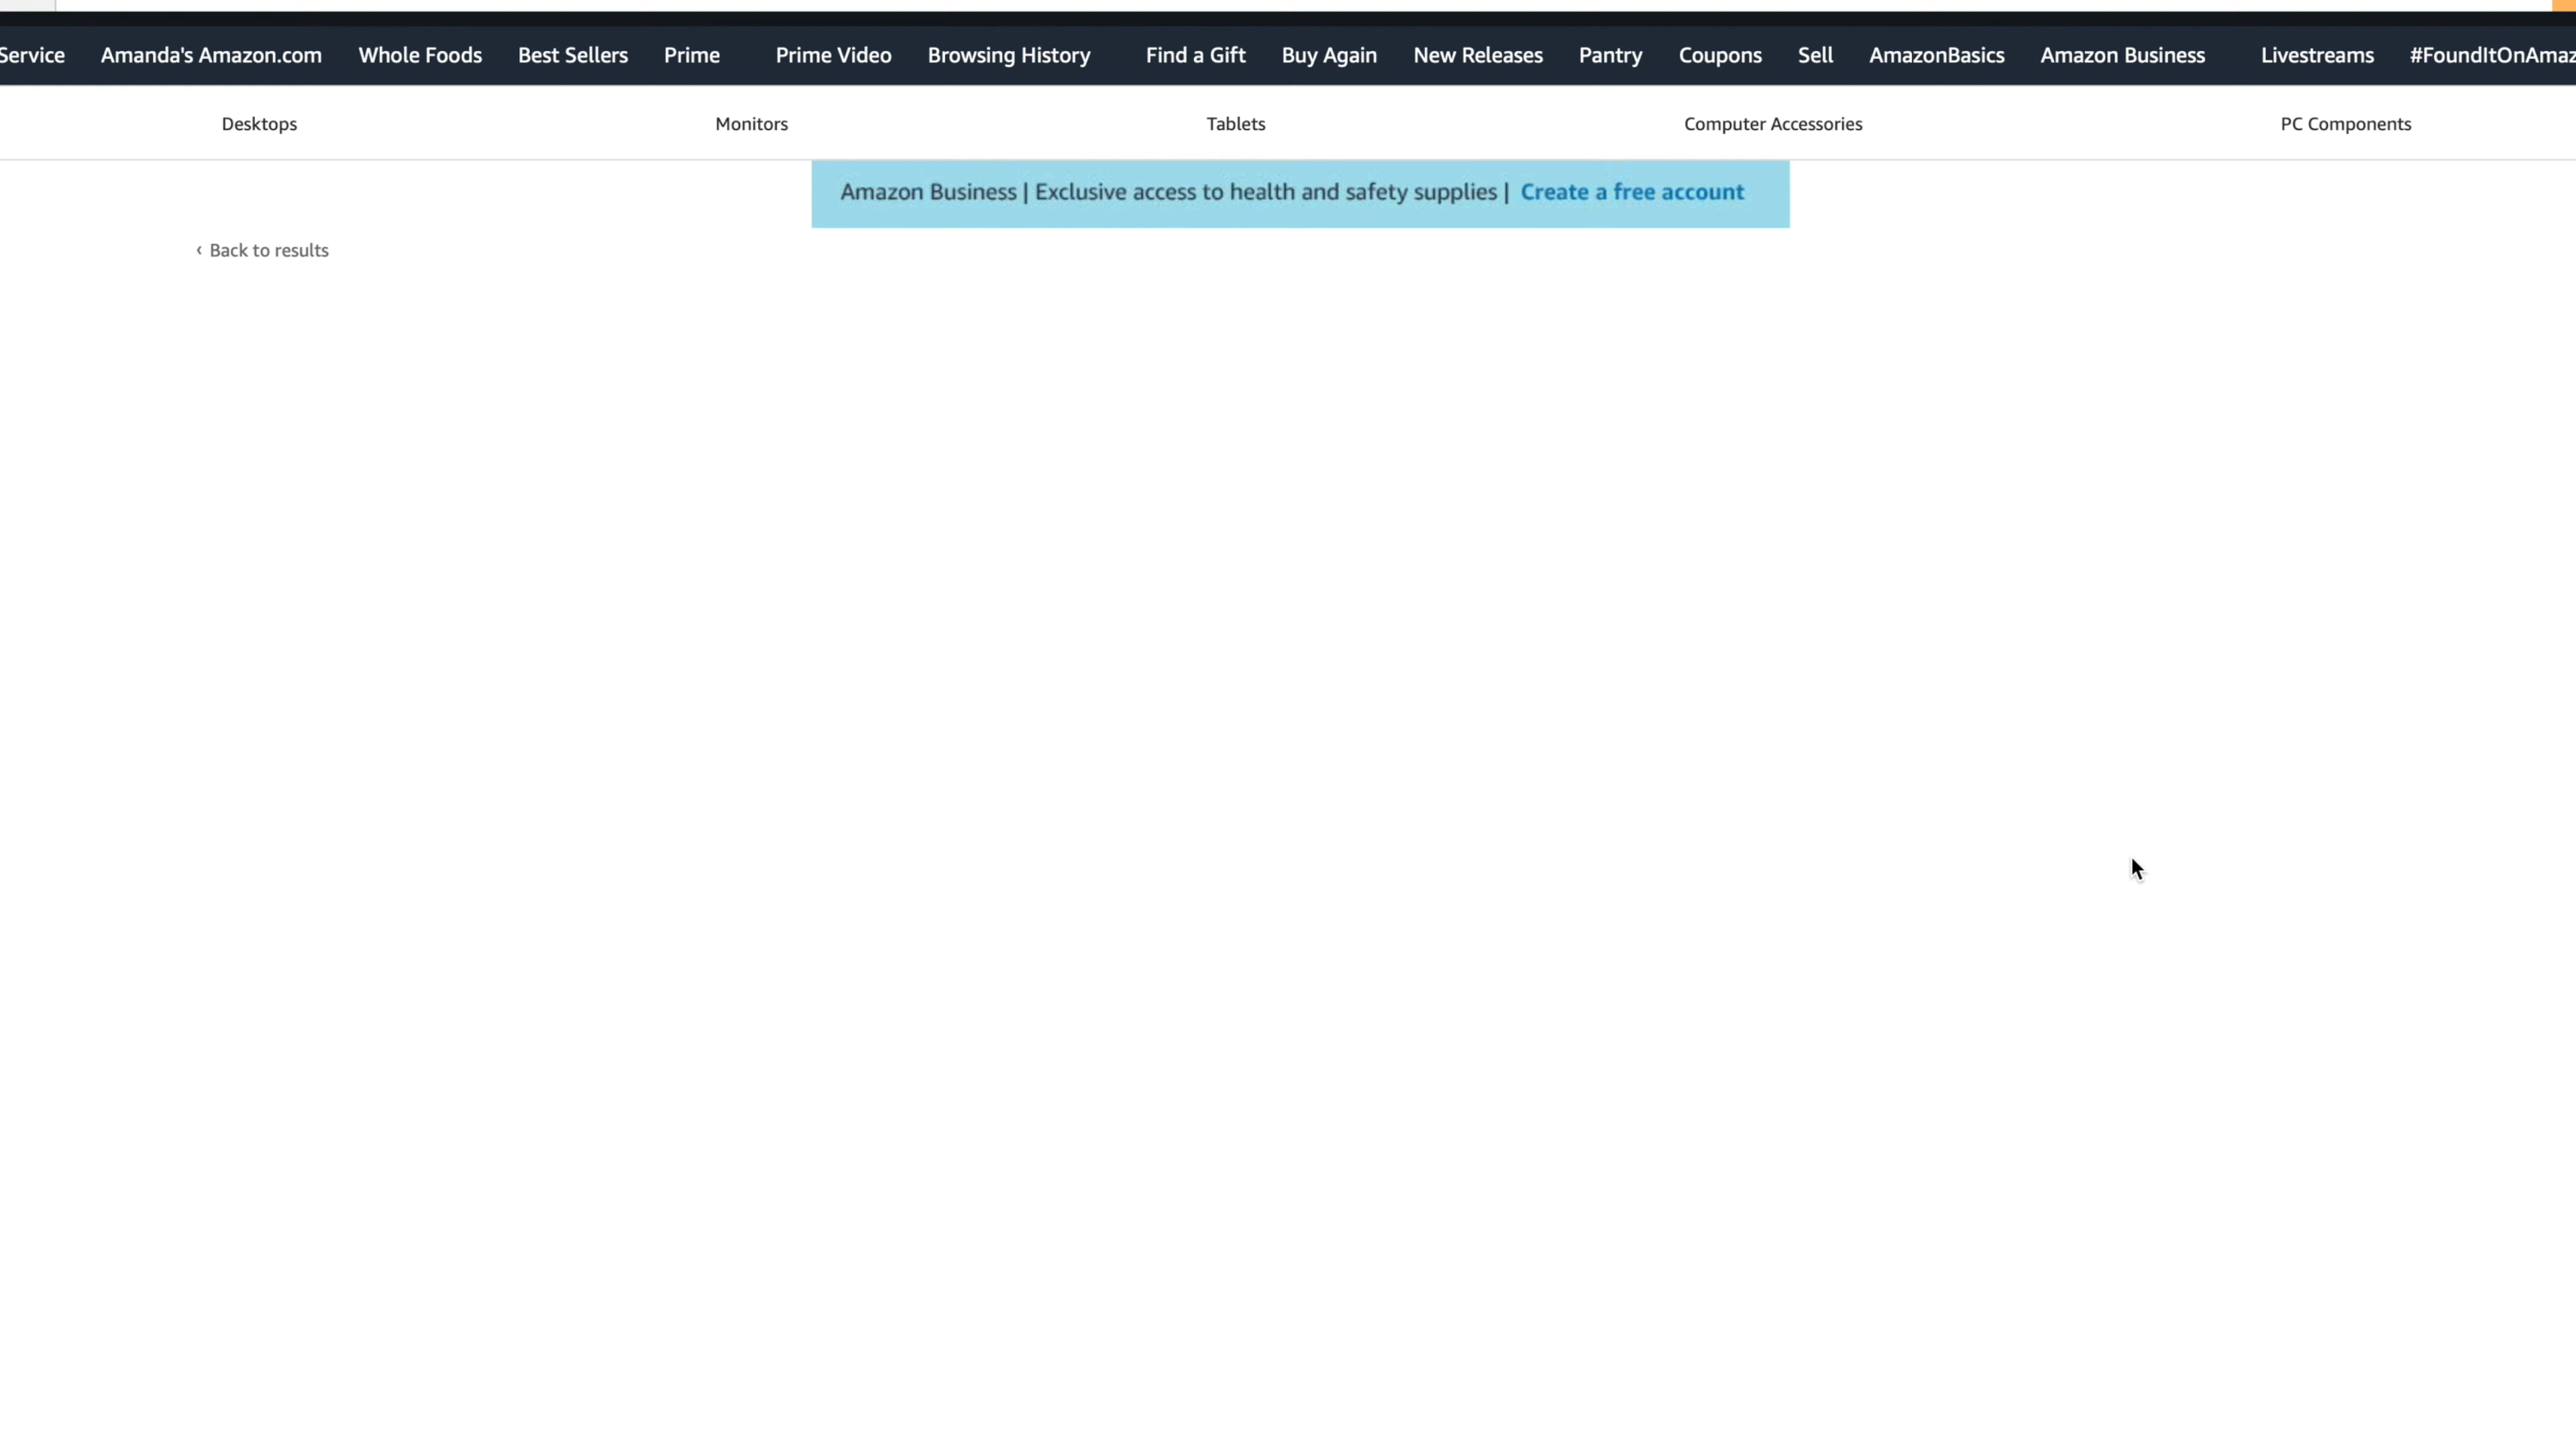 Service Amanda's Amazon.com Whole Foods Best Sellers Prime Prime Video Browsing History Find a Gift Buy Again New Releases Pantry Coupons Sell AmazonBasics Amazon Business Livestreams #FoundItOnAmaz
Desktops Monitors Tablets Computer Accessories PC Components
Amazon Business | Exclusive access to health and safety supplies | Create a free account
‹ Back to results